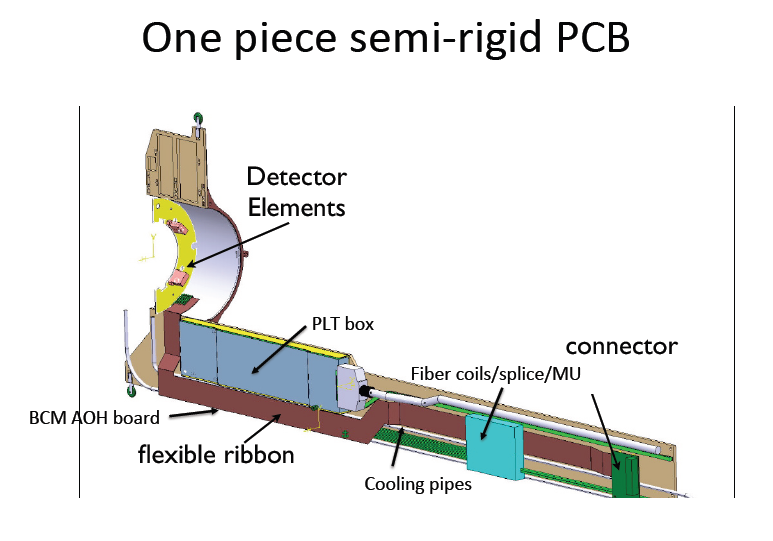 One piece semi-rigid PCB
Detector
Elements
PLT box
connector
Fiber coils/splice/MU
BCM AOH board
flexible ribbon
Cooling pipes